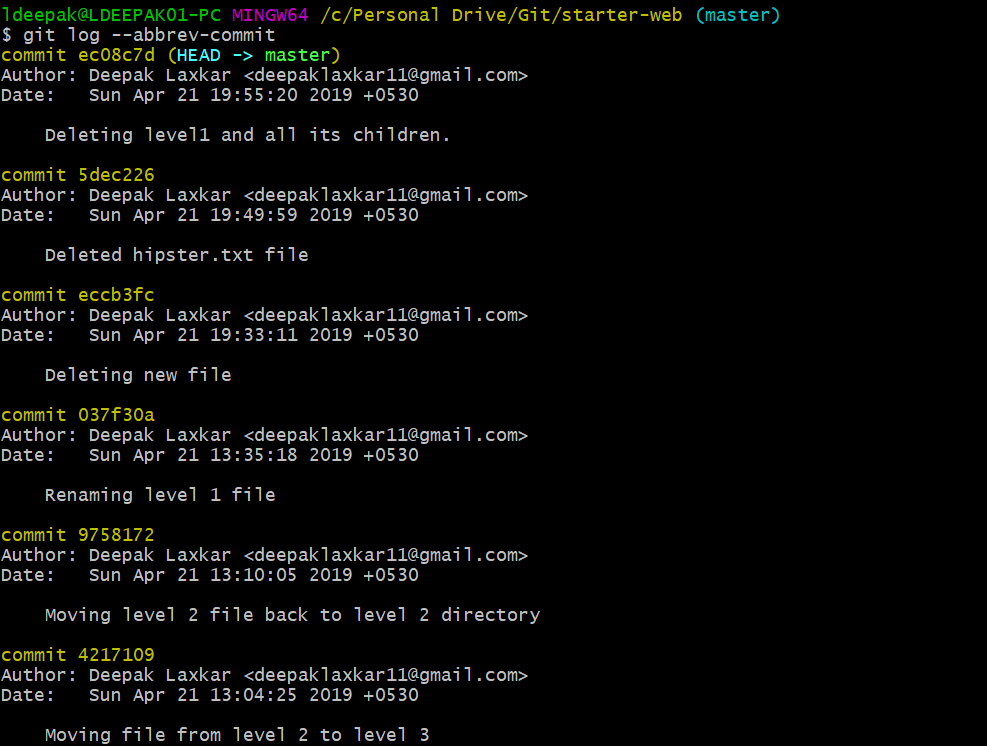 ldeepak@LDEEPAK01-PC MINGW64 /c/Personal Drive/Git/starter-web (master)
$ git log --abbrev-commit
commit ec08c7d (HEAD -> master)
Author: Deepak Laxkar <deepaklaxkar11@gmail.com>
Date:   Sun Apr 21 19:55:20 2019 +0530

    Deleting level1 and all its children.

commit 5dec226
Author: Deepak Laxkar <deepaklaxkar11@gmail.com>
Date:   Sun Apr 21 19:49:59 2019 +0530

    Deleted hipster.txt file

commit eccb3fc
Author: Deepak Laxkar <deepaklaxkar11@gmail.com>
Date:   Sun Apr 21 19:33:11 2019 +0530

    Deleting new file

commit 037f30a
Author: Deepak Laxkar <deepaklaxkar11@gmail.com>
Date:   Sun Apr 21 13:35:18 2019 +0530

    Renaming level 1 file

commit 9758172
Author: Deepak Laxkar <deepaklaxkar11@gmail.com>
Date:   Sun Apr 21 13:10:05 2019 +0530

    Moving level 2 file back to level 2 directory

commit 4217109
Author: Deepak Laxkar <deepaklaxkar11@gmail.com>
Date:   Sun Apr 21 13:04:25 2019 +0530

    Moving file from level 2 to level 3